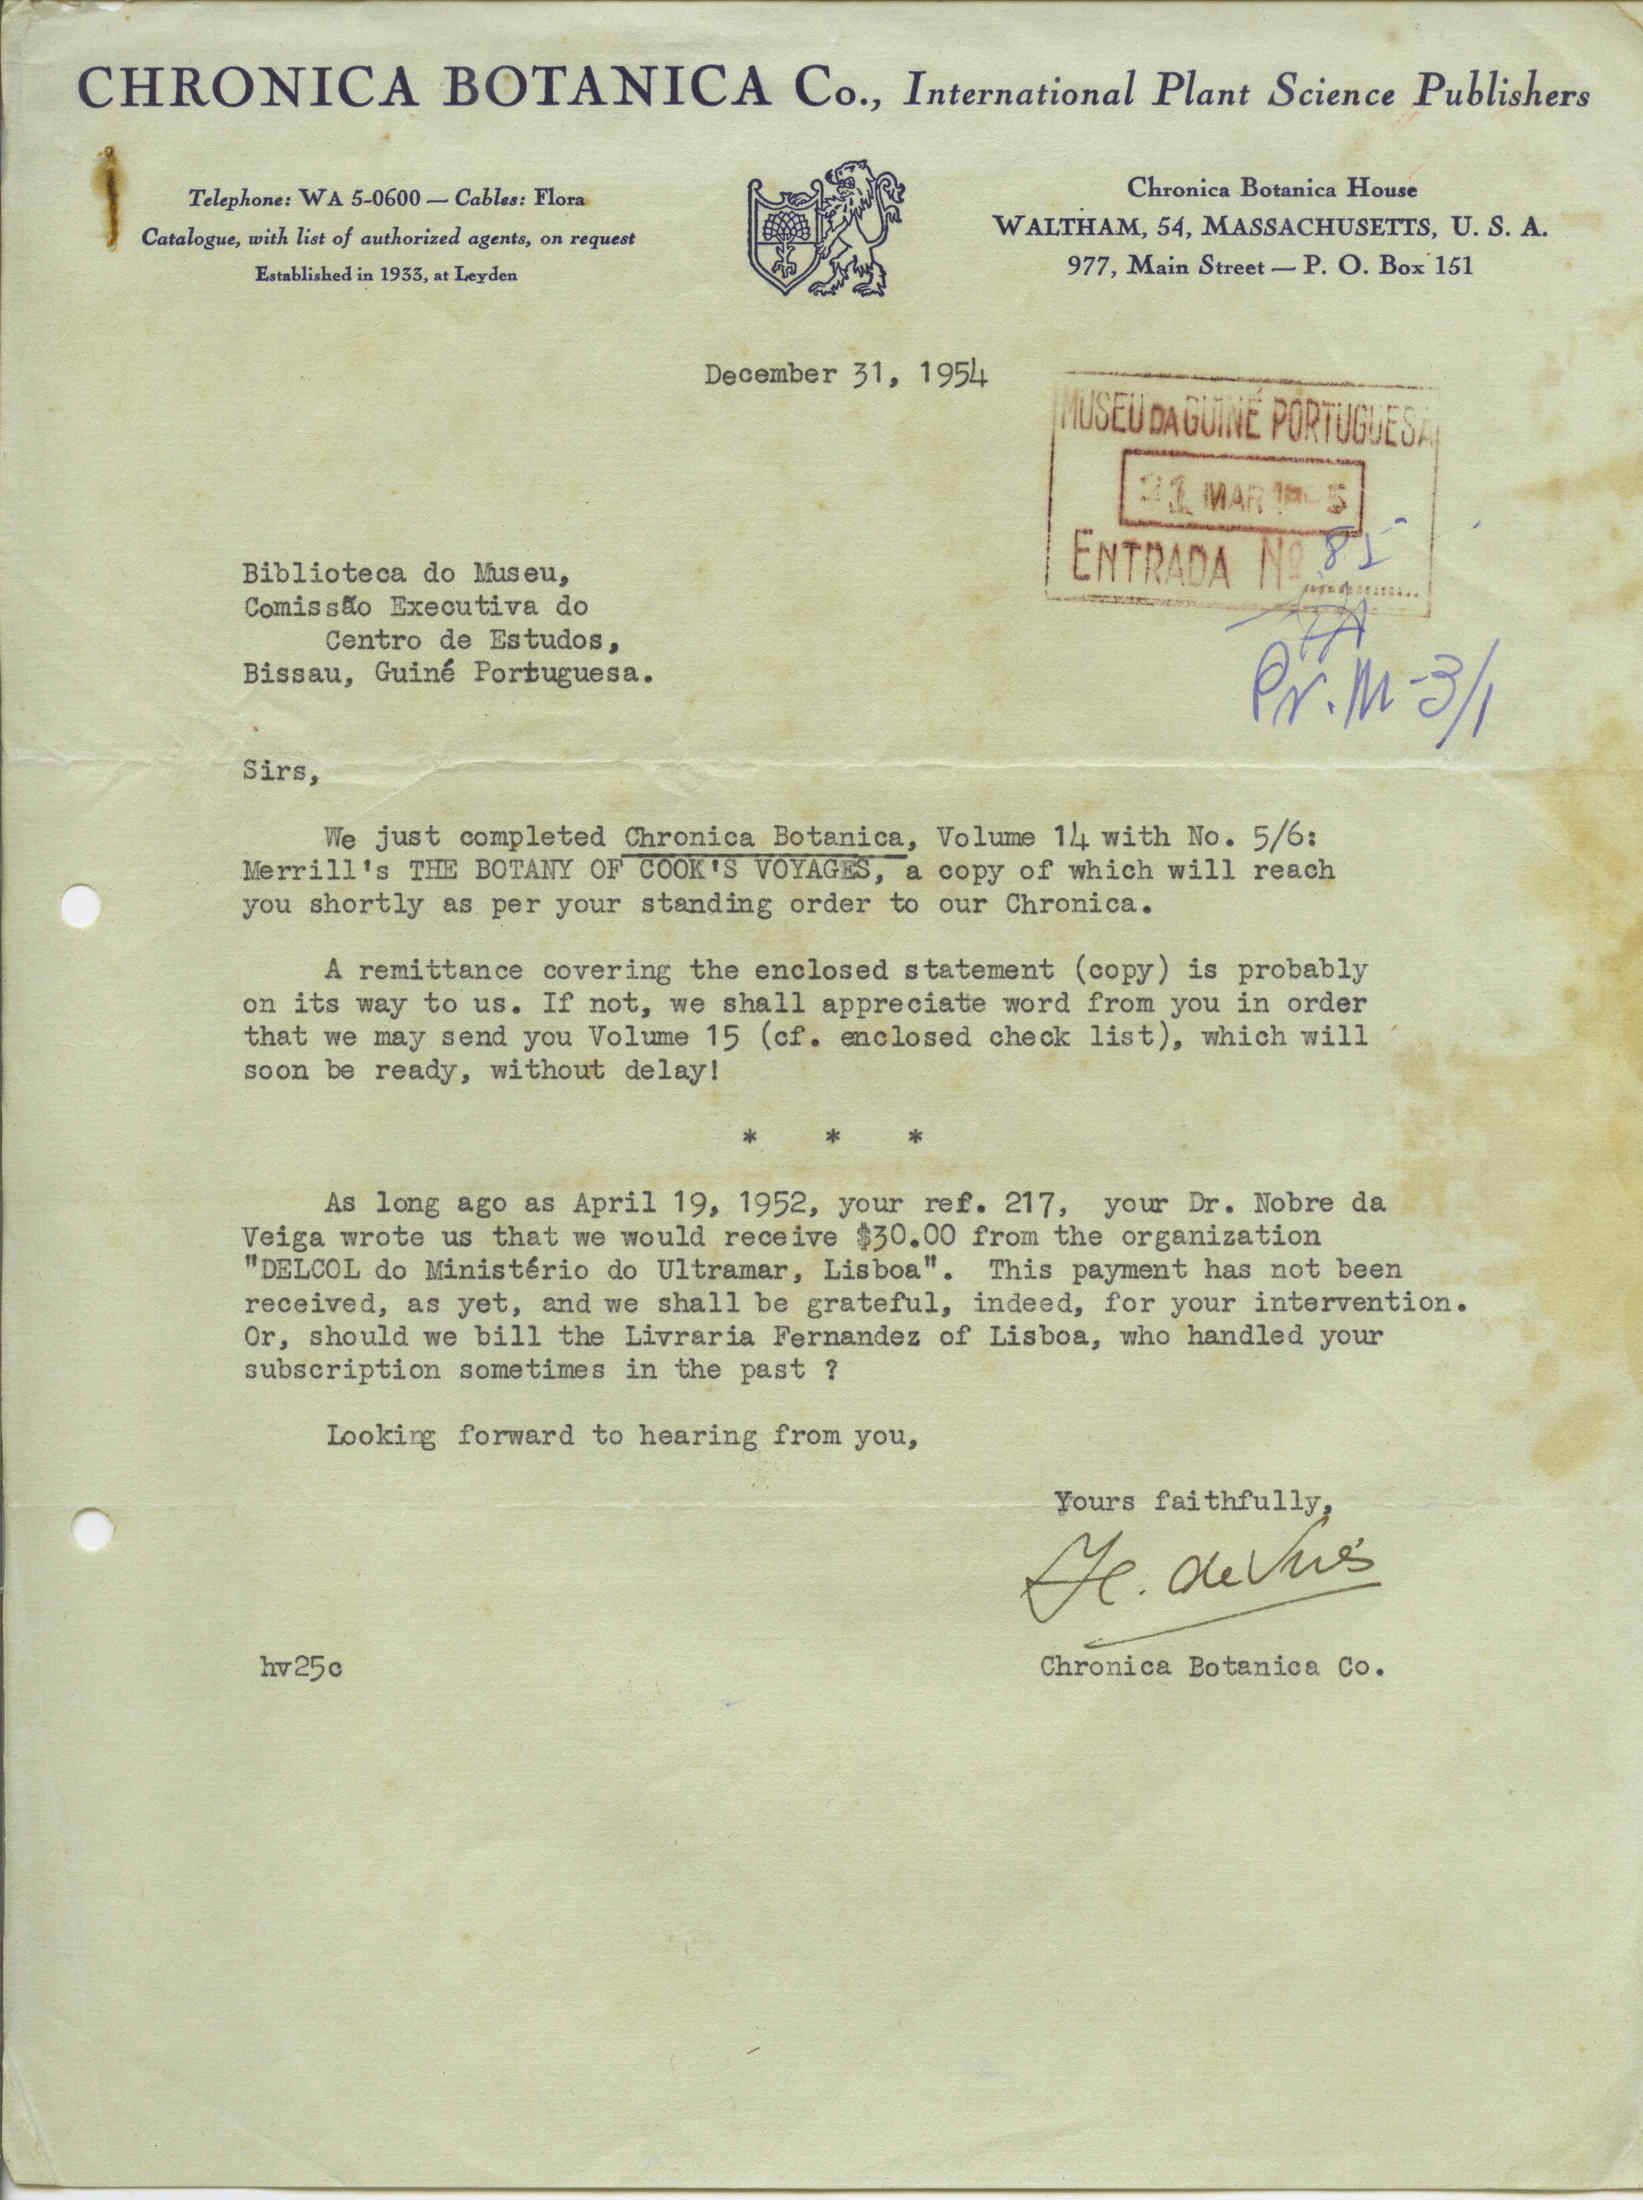 CHRONICA BOTANICA Co., International Plant Science Publishers
Telephone: WA 5-0600 — Cables: Flora
Catalogue, with list of authorized agents, on request
Established in 1933, at Leyden
Chronica Botanica House
WALTHAM, 54, MASSACHUSETTS, U. S. A.
977, Main Street — P. O. Box 151
December 31, 1954
MUSEU DA GUINÉ PORTUGUESA
MAR
ENTRADA Nº 85
Pr. M-3/1
Biblioteca do Museu,
Comissão Executiva do
Centro de Estudos,
Bissau, Guiné Portuguesa.
Sirs,
We just completed Chronica Botanica, Volume 14 with No. 5/6:
Merrill's THE BOTANY OF COOK'S VOYAGES, a copy of which will reach
you shortly as per your standing order to our Chronica.
A remittance covering the enclosed statement (copy) is probably
on its way to us. If not, we shall appreciate word from you in order
that we may send you Volume 15 (cf. enclosed check list), which will
soon be ready, without delay!
* * *
As long ago as April 19, 1952, your ref. 217, your Dr. Nobre da
Veiga wrote us that we would receive $30.00 from the organization
"DELCOL do Ministério do Ultramar, Lisboa". This payment has not been
received, as yet, and we shall be grateful, indeed, for your intervention.
Or, should we bill the Livraria Fernandez of Lisboa, who handled your
subscription sometimes in the past ?
Looking forward to hearing from you,
Yours faithfully,
H. de Vries
hv25c
Chronica Botanica Co.